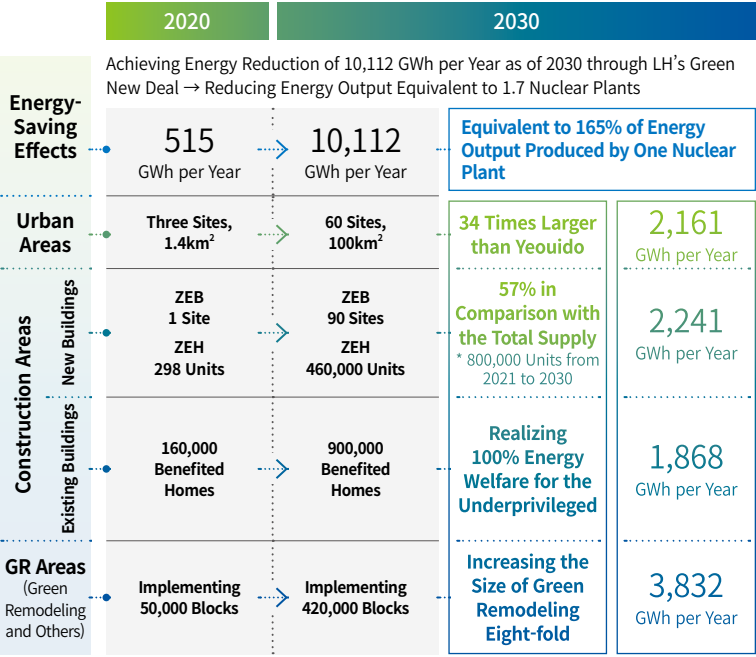 2020
2030
Achieving Energy Reduction of 10,112 GWh per Year as of 2030 through LH's Green
New Deal → Reducing Energy Output Equivalent to 1.7 Nuclear Plants
Energy-
Saving
Effects
515
GWh per Year
10,112
GWh per Year
Equivalent to 165% of Energy
Output Produced by One Nuclear
Plant
Urban
Areas
Three Sites,
1.4km²
60 Sites,
100km²
34 Times Larger
than Yeouido
2,161
GWh per Year
Construction Areas
New Buildings
ZEB
1 Site
ZEH
298 Units
ZEB
90 Sites
ZEH
460,000 Units
57% in
Comparison with
the Total Supply
* 800,000 Units from
2021 to 2030
2,241
GWh per Year
Existing Buildings
160,000
Benefited
Homes
900,000
Benefited
Homes
Realizing
100% Energy
Welfare for the
Underprivileged
1,868
GWh per Year
GR Areas
(Green
Remodeling
and Others)
Implementing
50,000 Blocks
Implementing
420,000 Blocks
Increasing the
Size of Green
Remodeling
Eight-fold
3,832
GWh per Year